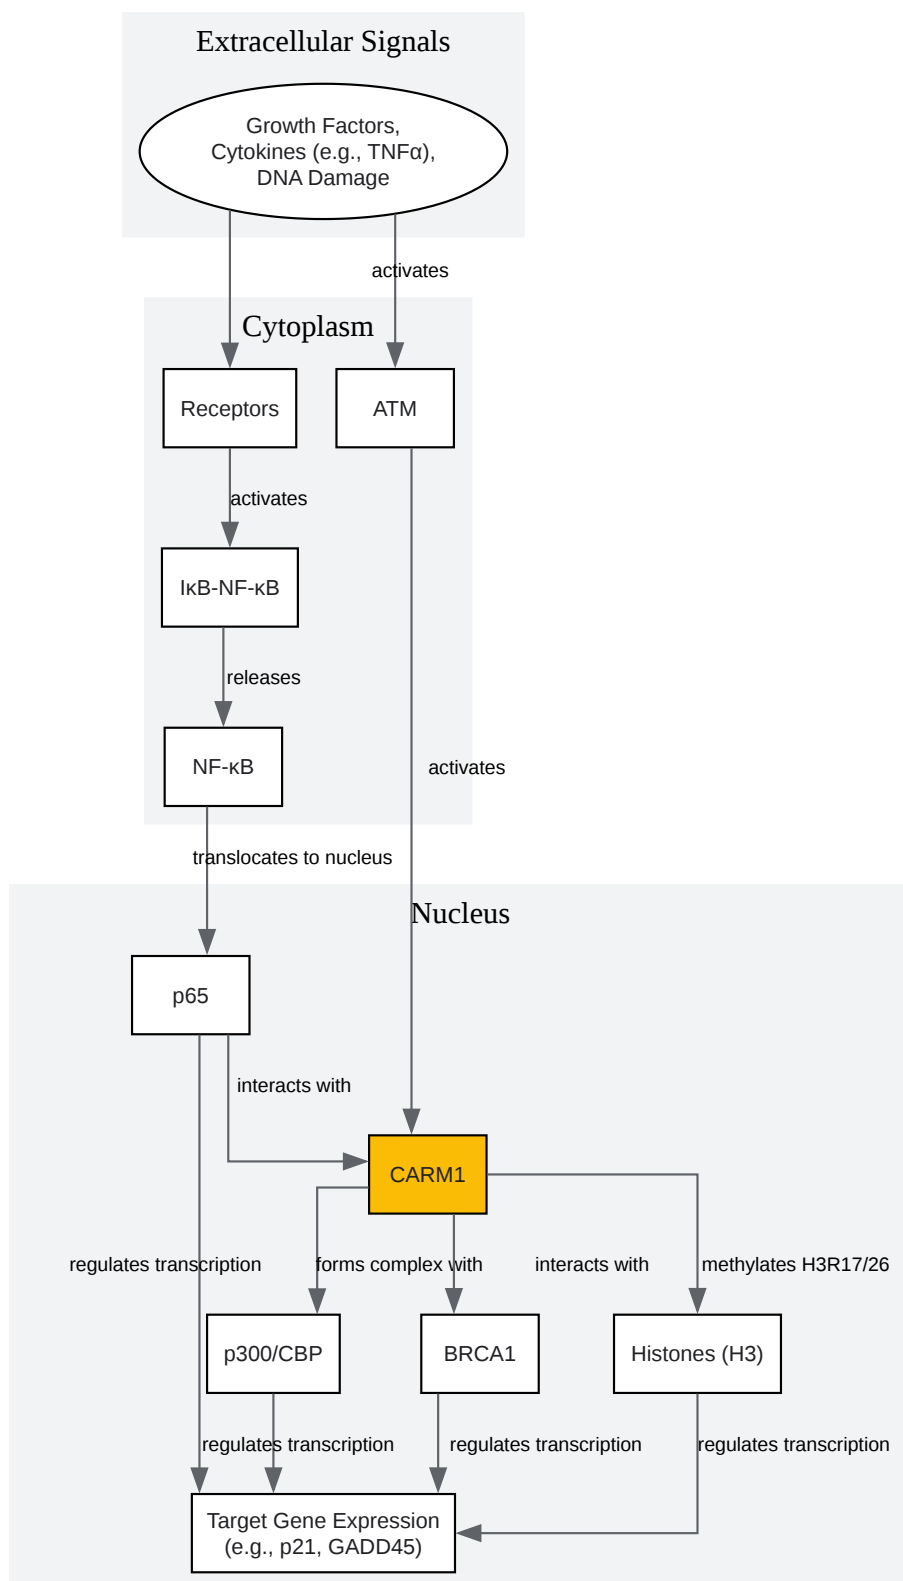 Extracellular Signals
Growth Factors,
Cytokines (e.g., TNFα),
DNA Damage
activates
Cytoplasm
Receptors
ATM
activates
IκB-NF-κB
releases
NF-κB
activates
translocates to nucleus
Nucleus
p65
interacts with
CARM1
regulates transcription
forms complex with
interacts with
methylates H3R17/26
p300/CBP
BRCA1
Histones (H3)
regulates transcription
regulates transcription
regulates transcription
Target Gene Expression
(e.g., p21, GADD45)